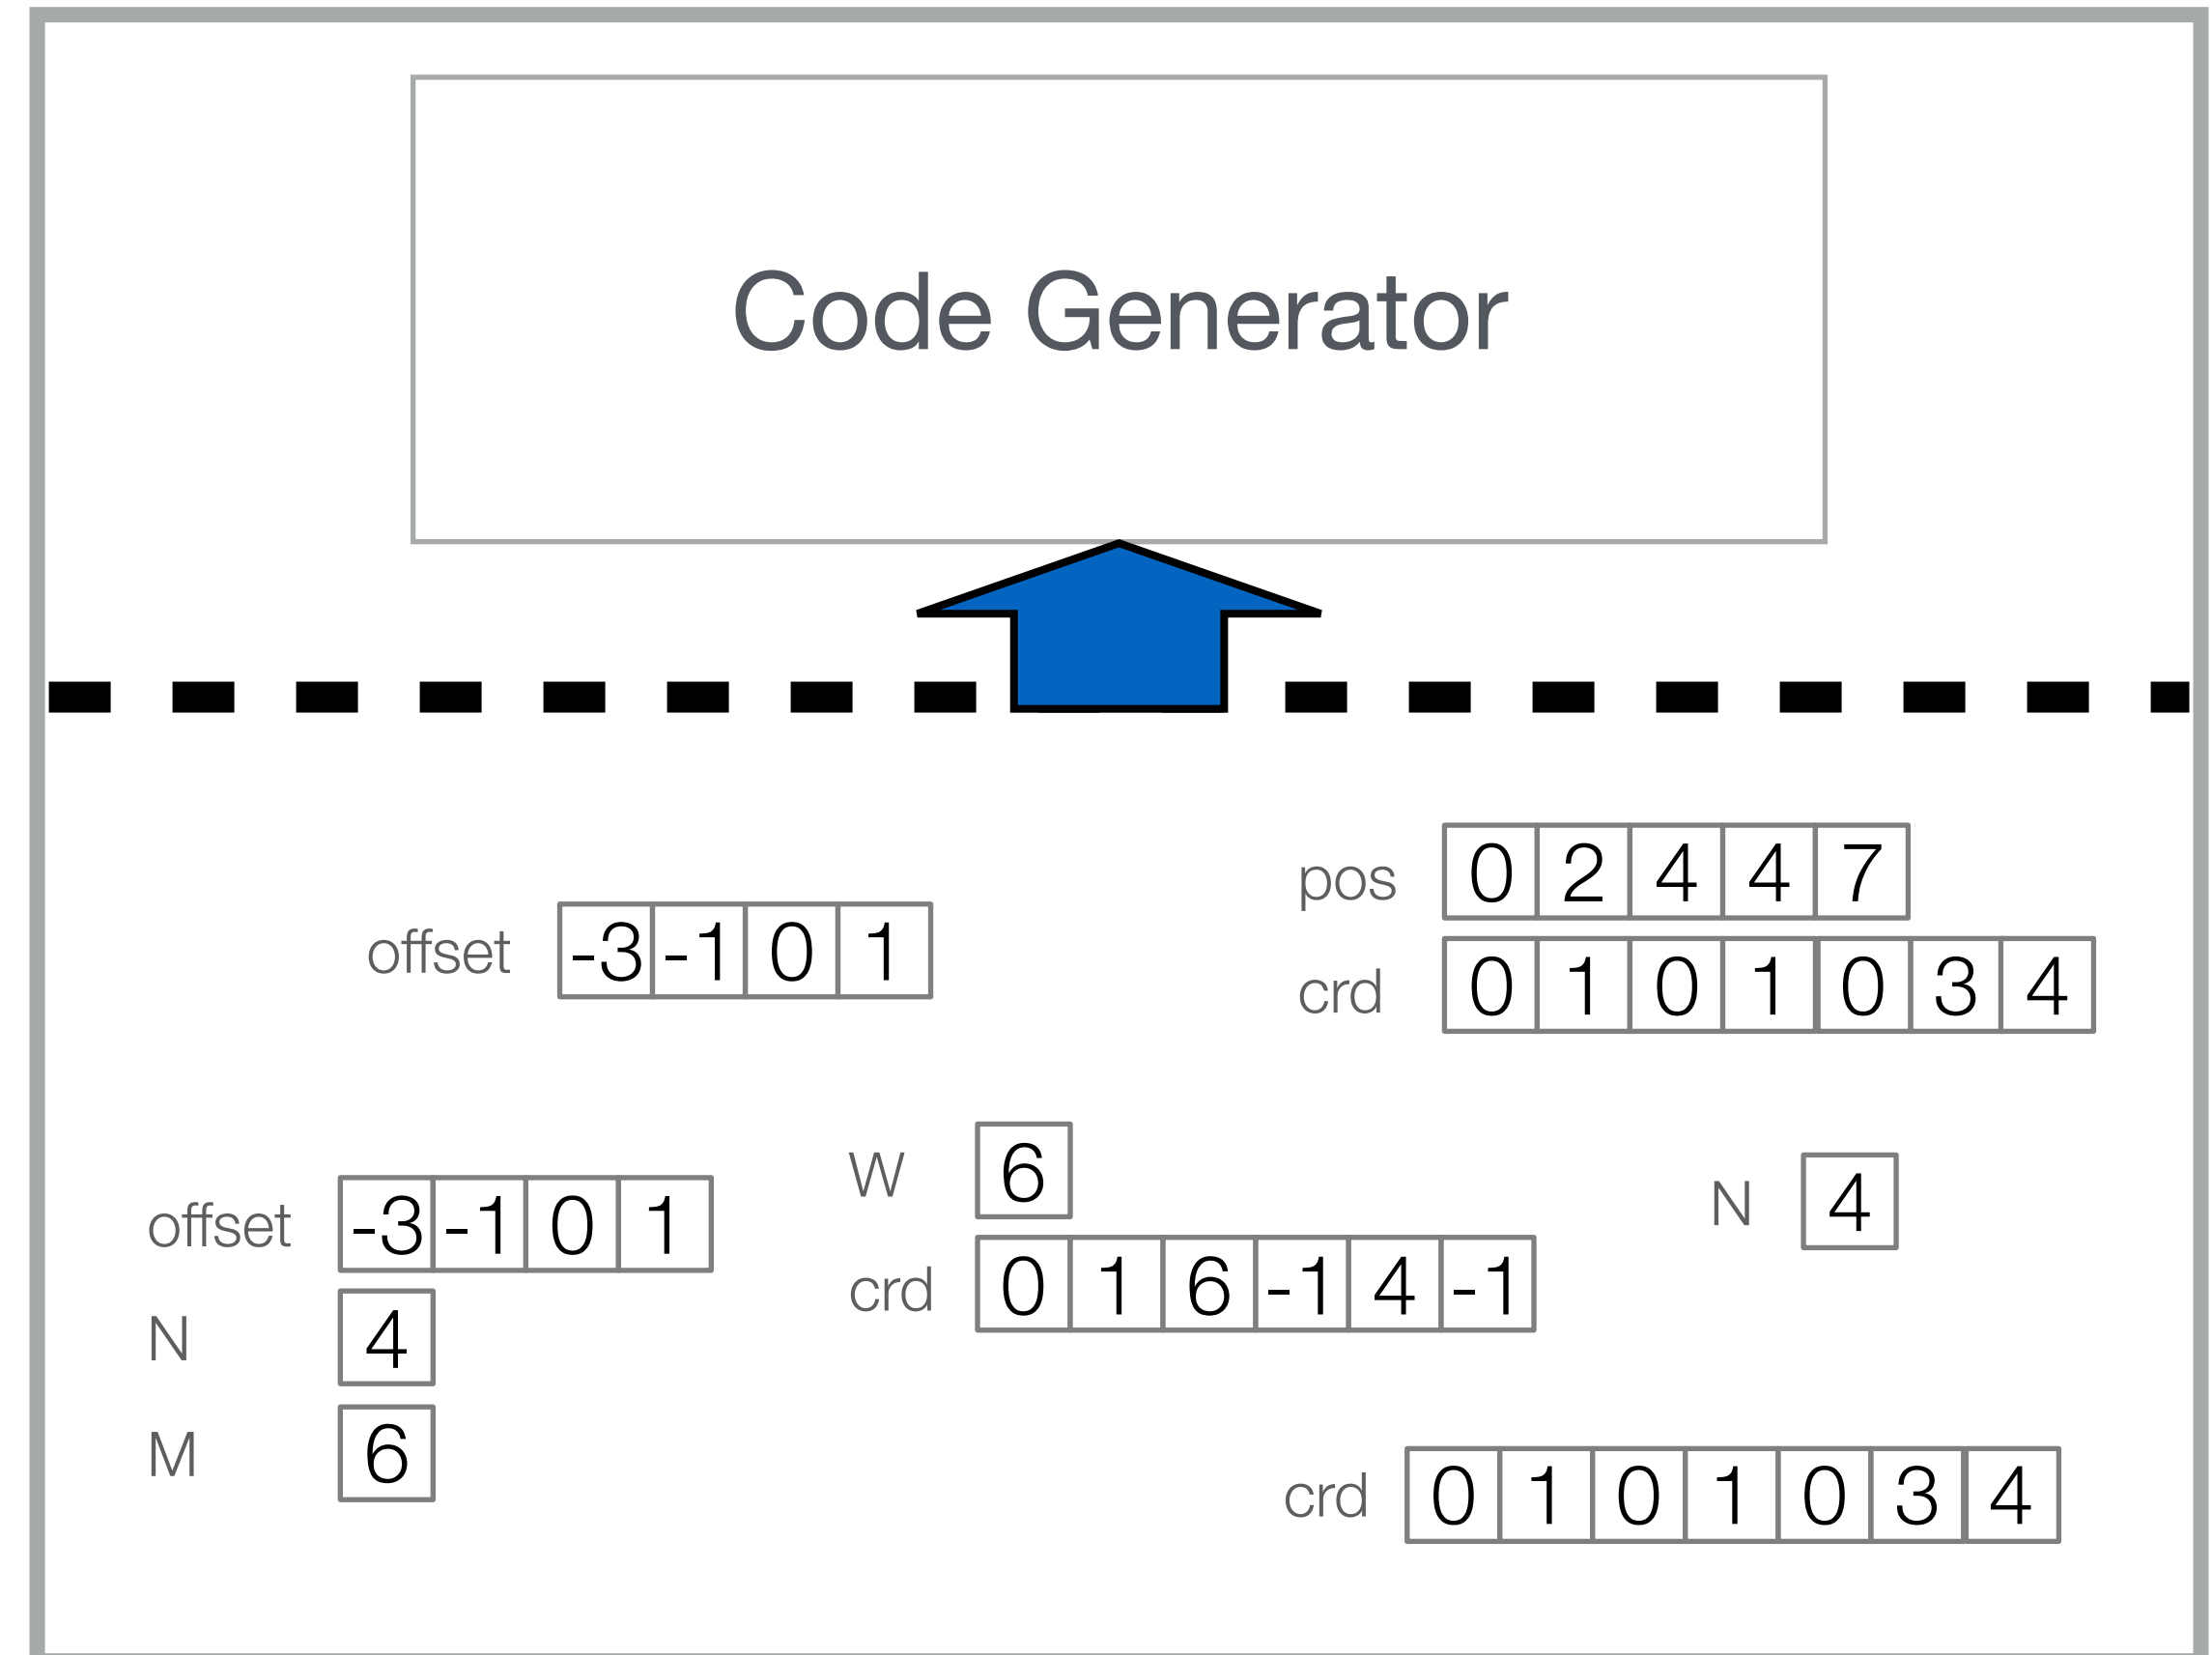 Code Generator
pos 0 2 4 4 7
offset -3 -1 0 1
crd 0 1 0 1 0 3 4
W 6
N 4
offset -3 -1 0 1
crd 0 1 6 -1 4 -1
N 4
M 6
crd 0 1 0 1 0 3 4